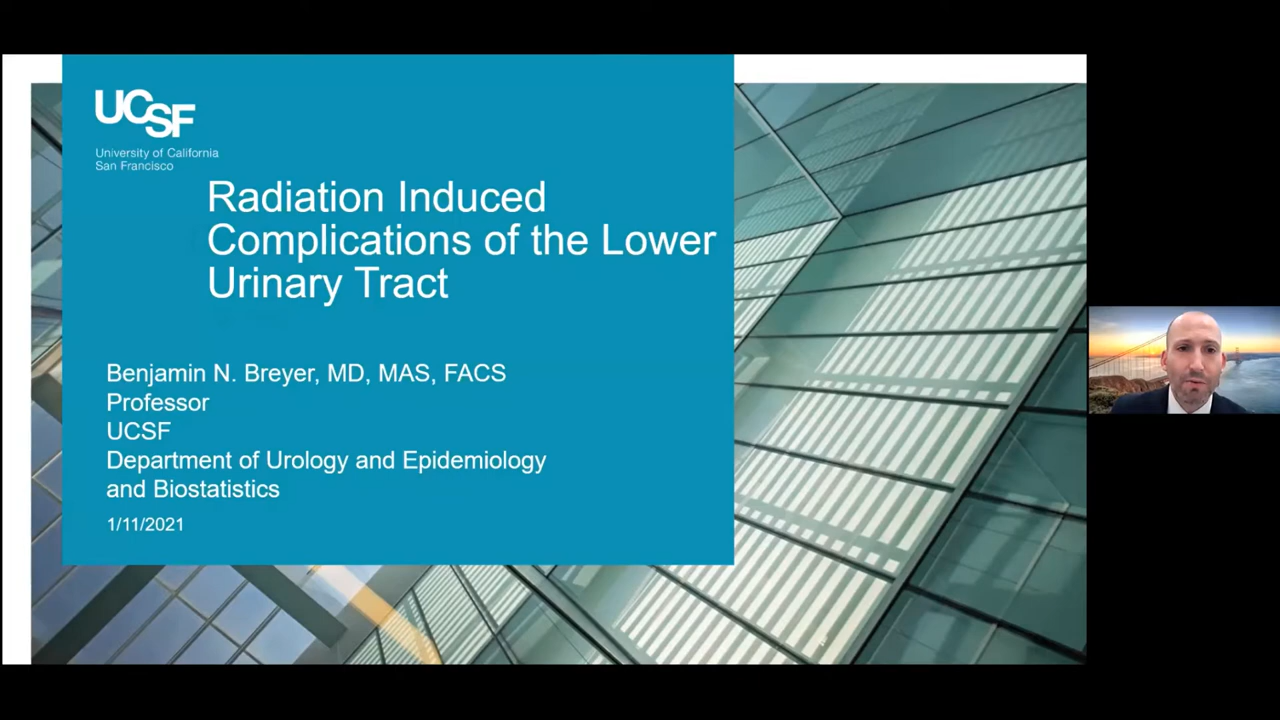 UCSF
University of California
San Francisco
Radiation Induced
Complications of the Lower
Urinary Tract
Benjamin N. Breyer, MD, MAS, FACS
Professor
UCSF
Department of Urology and Epidemiology
and Biostatistics
1/11/2021